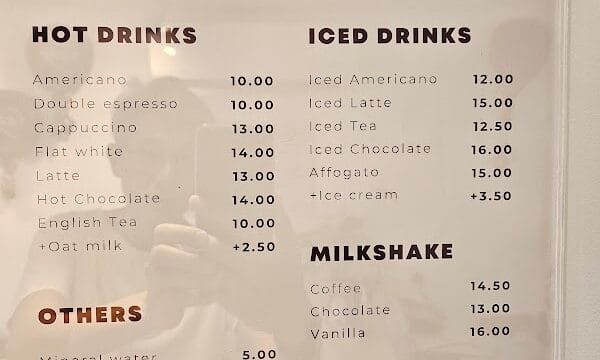 HOT DRINKS
Americano 10.00
Double espresso 10.00
Cappuccino 13.00
Flat white 14.00
Latte 13.00
Hot Chocolate 14.00
English Tea 10.00
+Oat milk +2.50
OTHERS
Mineral water 5.00
ICED DRINKS
Iced Americano 12.00
Iced Latte 15.00
Iced Tea 12.50
Iced Chocolate 16.00
Affogato 15.00
+Ice cream +3.50
MILKSHAKE
Coffee 14.50
Chocolate 13.00
Vanilla 16.00